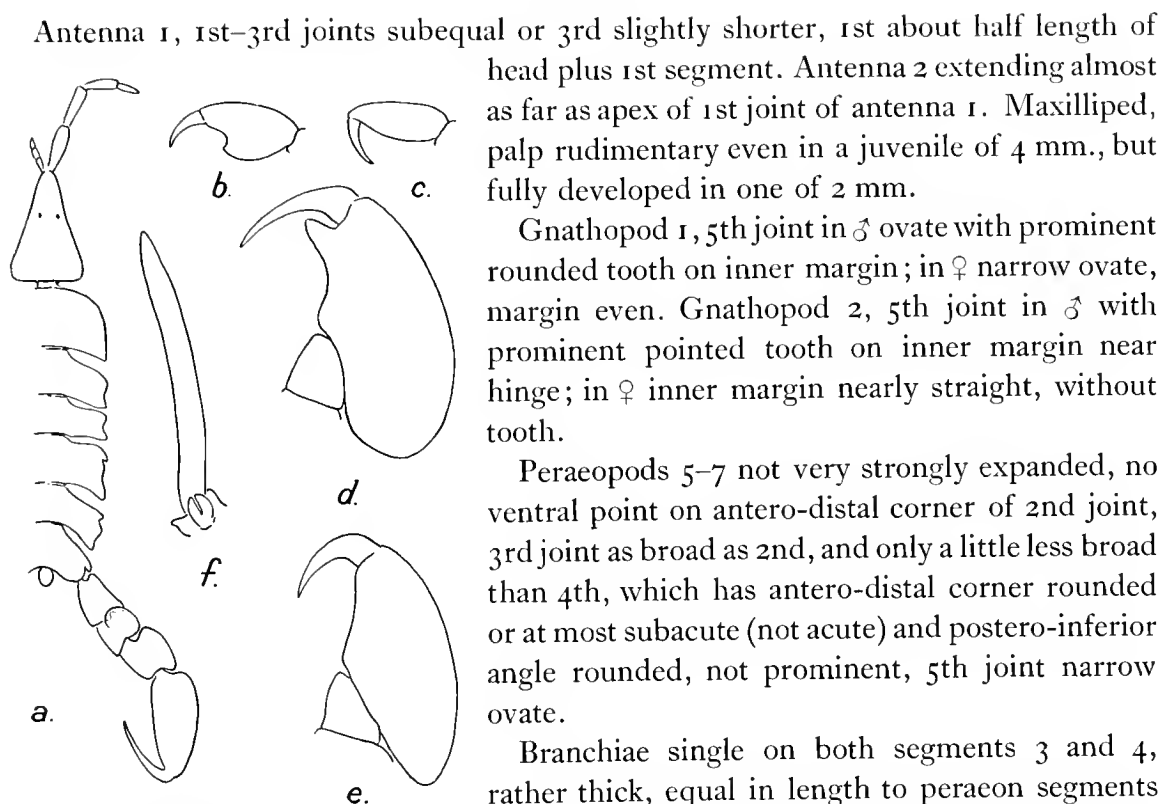 Antenna 1, 1st–3rd joints subequal or 3rd slightly shorter, 1st about half length of
head plus 1st segment. Antenna 2 extending almost
as far as apex of 1st joint of antenna 1. Maxilliped,
palp rudimentary even in a juvenile of 4 mm., but
fully developed in one of 2 mm.
Gnathopod 1, 5th joint in ♂ ovate with prominent
rounded tooth on inner margin; in ♀ narrow ovate,
margin even. Gnathopod 2, 5th joint in ♂ with
prominent pointed tooth on inner margin near
hinge; in ♀ inner margin nearly straight, without
tooth.
Peraeopods 5–7 not very strongly expanded, no
ventral point on antero-distal corner of 2nd joint,
3rd joint as broad as 2nd, and only a little less broad
than 4th, which has antero-distal corner rounded
or at most subacute (not acute) and postero-inferior
angle rounded, not prominent, 5th joint narrow
ovate.
Branchiae single on both segments 3 and 4,
rather thick, equal in length to peraeon segments
b.
c.
d.
f.
a.
e.